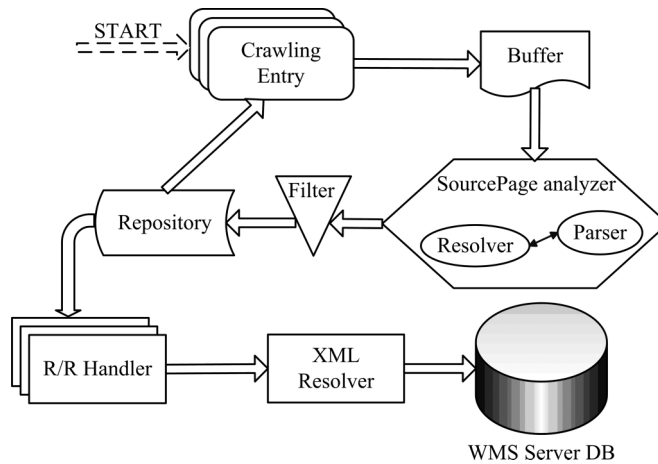 START
Crawling
Entry
Buffer
SourcePage analyzer
Resolver
Parser
Filter
Repository
R/R Handler
XML
Resolver
WMS Server DB